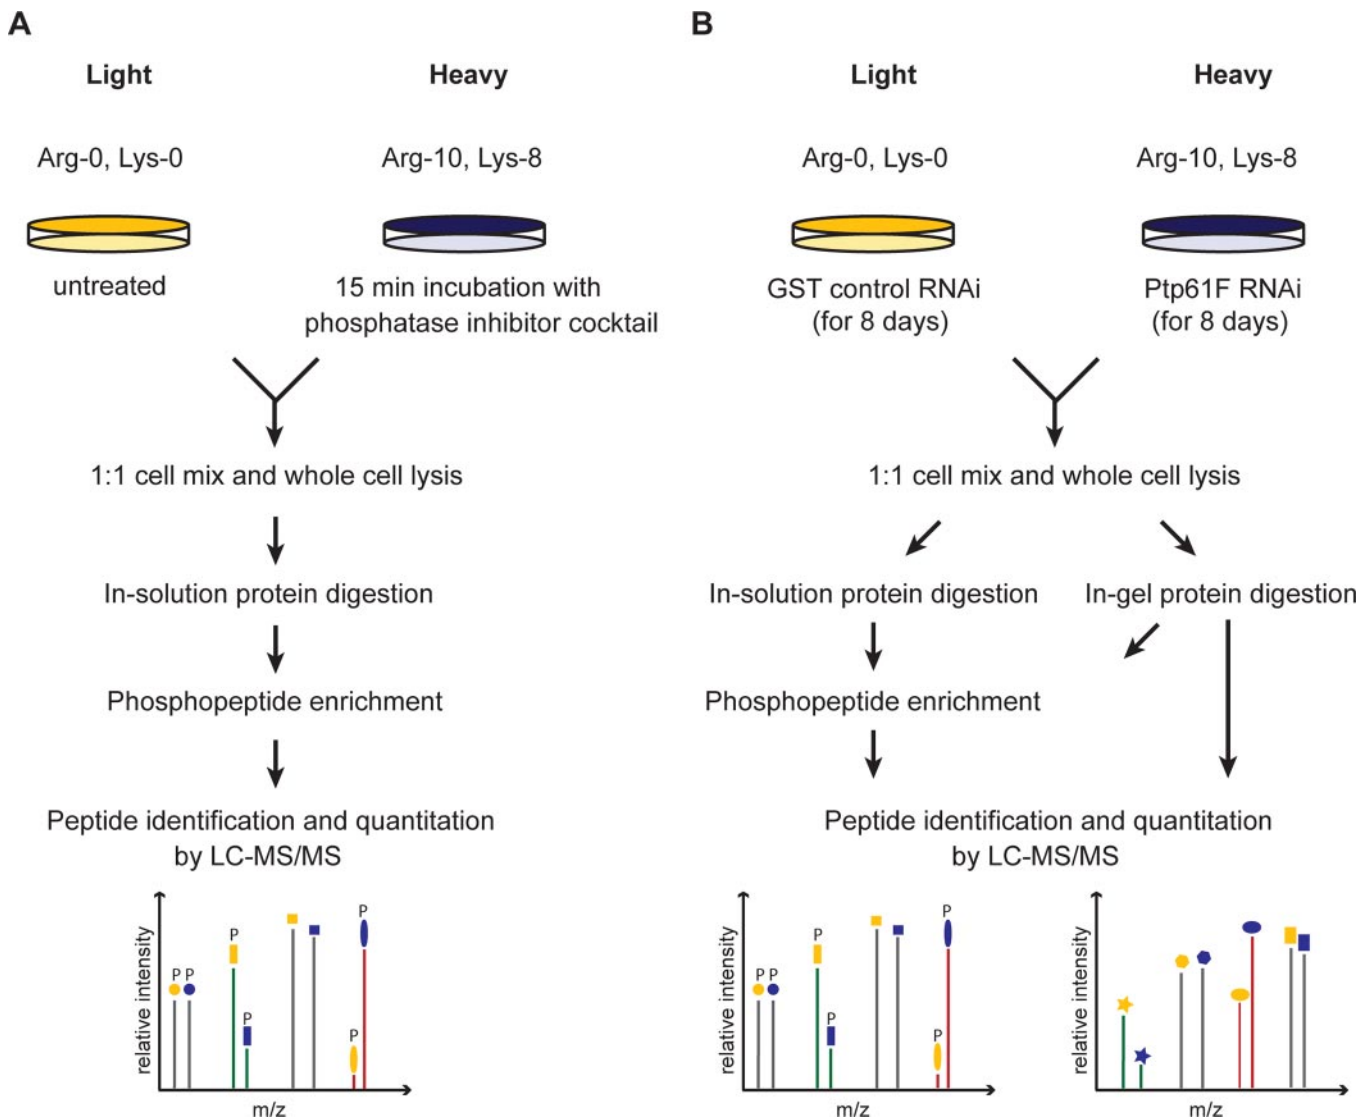 A
Light
Heavy
Arg-0, Lys-0
Arg-10, Lys-8
untreated
15 min incubation with
phosphatase inhibitor cocktail
1:1 cell mix and whole cell lysis
In-solution protein digestion
Phosphopeptide enrichment
Peptide identification and quantitation
by LC-MS/MS
relative intensity
P P
P
P
P
P
m/z
B
Light
Heavy
Arg-0, Lys-0
Arg-10, Lys-8
GST control RNAi
(for 8 days)
Ptp61F RNAi
(for 8 days)
1:1 cell mix and whole cell lysis
In-solution protein digestion
In-gel protein digestion
Phosphopeptide enrichment
Peptide identification and quantitation
by LC-MS/MS
relative intensity
P P
P
P
P
P
m/z
relative intensity
m/z